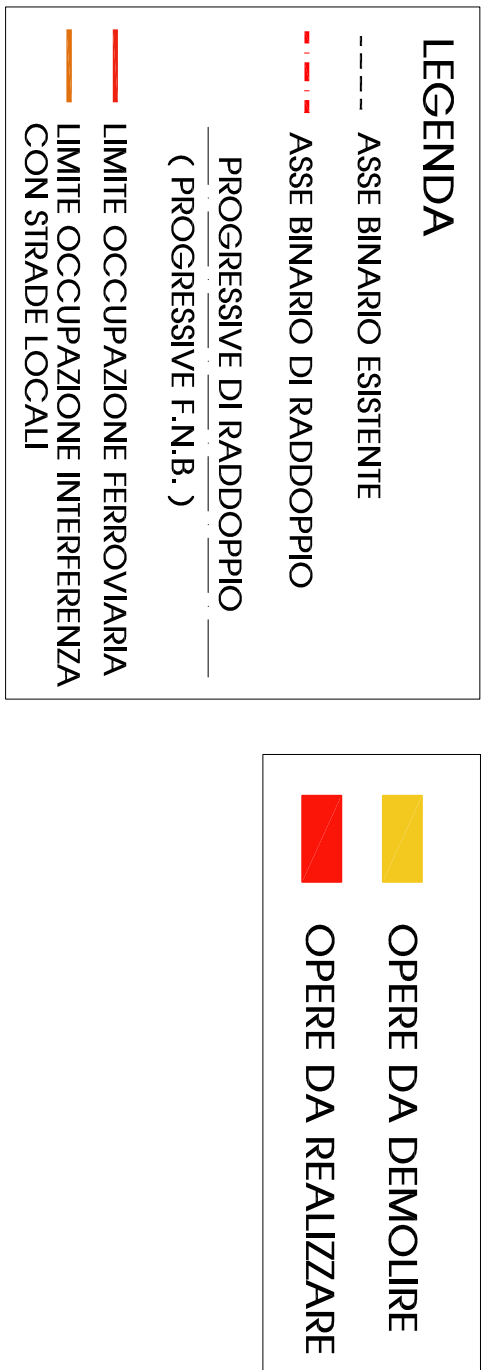 LEGENDA
ASSE BINARIO ESISTENTE
ASSE BINARIO DI RADDOPPIO
PROGRESSIVE DI RADDOPPIO
( PROGRESSIVE F.N.B. )
LIMITE OCCUPAZIONE FERROVIARIA
LIMITE OCCUPAZIONE INTERFERENZA
CON STRADE LOCALI
OPERE DA DEMOLIRE
OPERE DA REALIZZARE